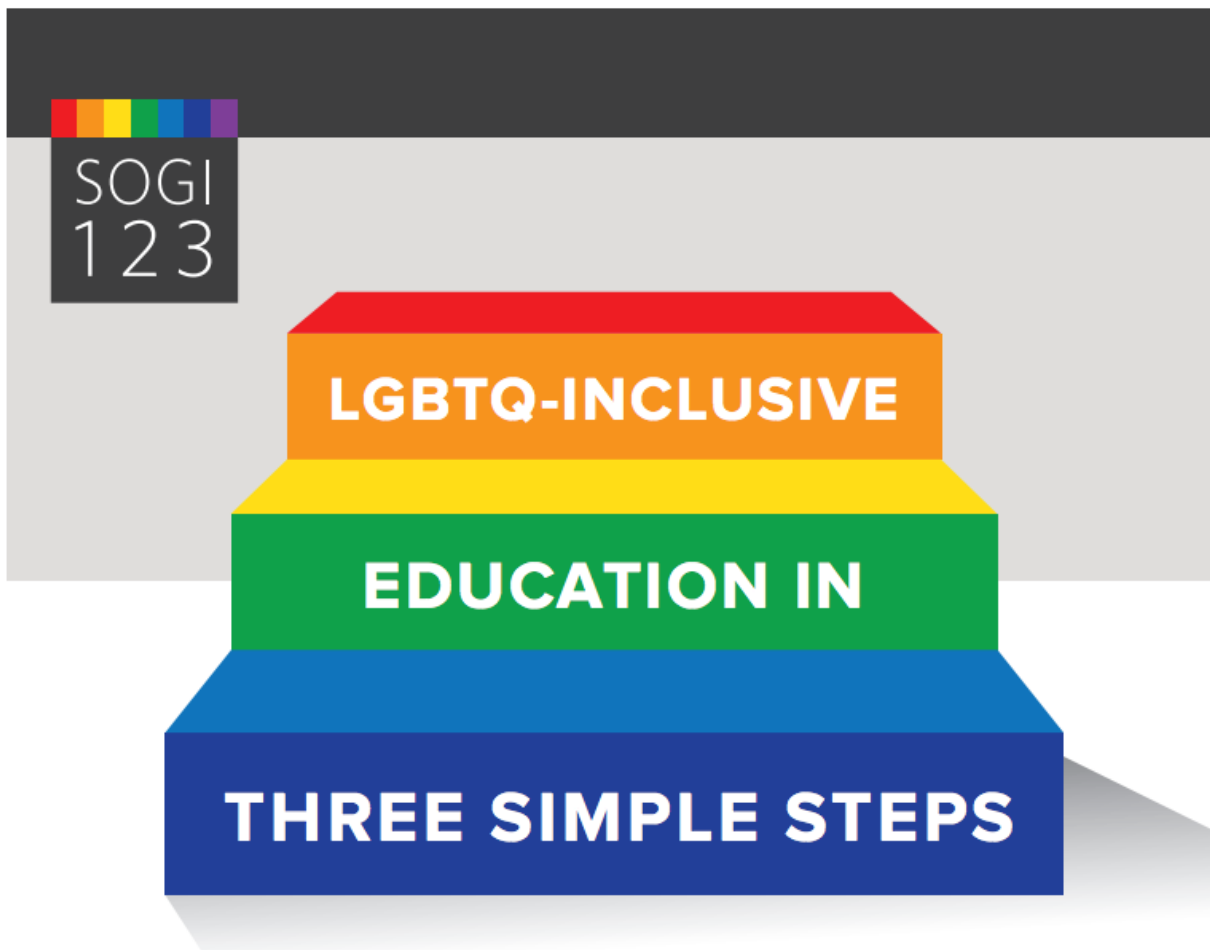 SOGI
123
LGBTQ-INCLUSIVE
EDUCATION IN
THREE SIMPLE STEPS